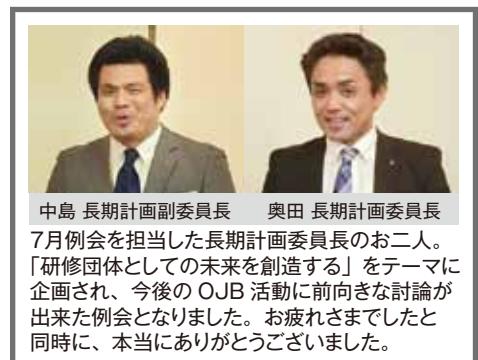 中島 長期計画副委員長　奥田 長期計画委員長
7月例会を担当した長期計画委員長のお二人。
「研修団体としての未来を創造する」をテーマに
企画され、今後の OJB 活動に前向きな討論が
出来た例会となりました。お疲れさまでしたと
同時に、本当にありがとうございました。